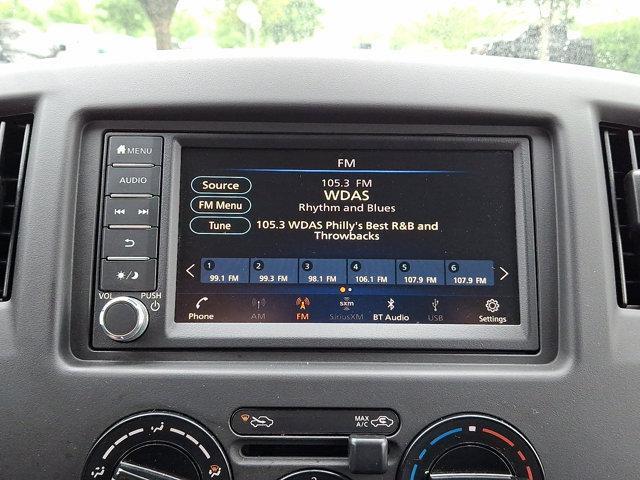 MENU
AUDIO
VOL
PUSH
FM
Source
FM Menu
Tune
105.3 FM
WDAS
Rhythm and Blues
105.3 WDAS Philly's Best R&B and
Throwbacks
1 2 3 4 5 6
99.1 FM 99.3 FM 98.1 FM 106.1 FM 107.9 FM 107.9 FM
sxm
Phone AM FM SiriusXM BT Audio USB Settings
MAX
A/C